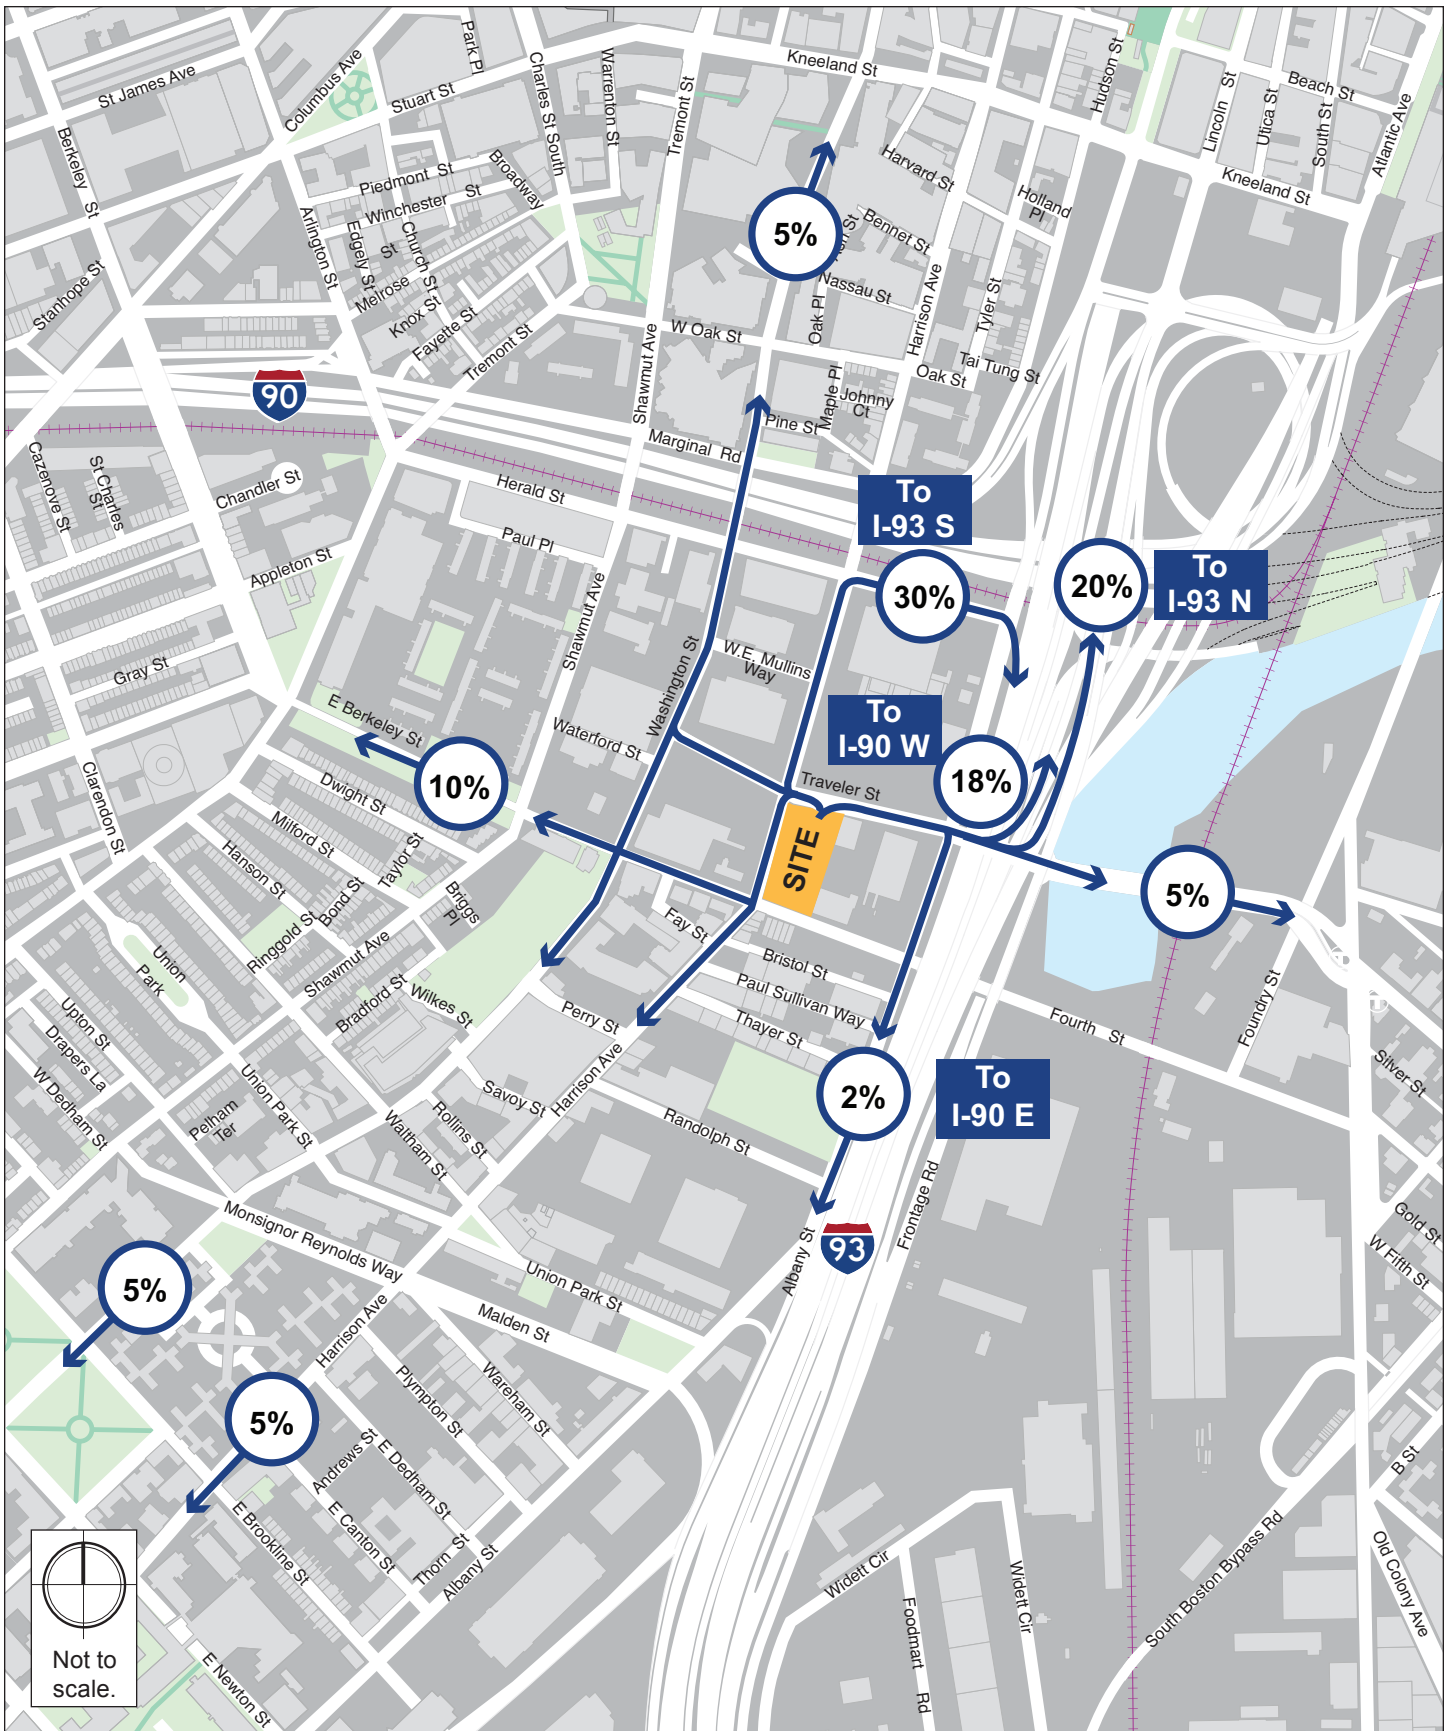 St James Ave
Columbus Ave
Park Pl
Stuart St
Charles St South
Warrenton St
Tremont St
Kneeland St
Hudson St
Lincoln St
Utica St
Beach St
South St
Atlantic Ave
Kneeland St
Berkeley St
Piedmont St
Winchester St
Broadway
Arlington St
Edgely St
Church St
Melrose St
Knox St
Fayette St
Tremont St
Stanhope St
Harvard St
Holland
Pl
Bennet St
5%
Nassau St
Oak Pl
Harrison Ave
Tyler St
Tai Tung St
Oak St
W Oak St
Shawmut Ave
Maple Pl
Johnny
Ct
Pine St
Marginal Rd
90
Cazenove St
St Charles
St
Chandler St
Herald St
Paul Pl
Appleton St
To
I-93 S
30%
20%
To
I-93 N
Shawmut Ave
Washington St
W.E. Mullins
Way
Gray St
E Berkeley St
Waterford St
To
I-90 W
18%
10%
Traveler St
SITE
Clarendon St
Dwight St
Milford St
Hanson St
Taylor St
Bond St
Ringgold St
Briggs
Pl
Shawmut Ave
Union
Park
Bradford St
Wilkes St
Fay St
Bristol St
Paul Sullivan Way
Thayer St
Perry St
5%
Fourth St
Foundry St
Silver St
Upton St
Drapers La
W Dedham St
Pelham
Ter
Union Park St
Waltham St
Rollins St
Savoy St
Harrison Ave
Randolph St
2%
To
I-90 E
Frontage Rd
Albany St
93
Gold St
W Fifth St
Monsignor Reynolds Way
Union Park St
Malden St
5%
Harrison Ave
5%
Plympton St
Wareham St
Andrews St
E Dedham St
E Canton St
E Brookline St
Thorn St
Albany St
E Newton St
Widett Cir
Widett Cir
Foodmart Rd
South Boston Bypass Rd
B St
Old Colony Ave
Not to
scale.